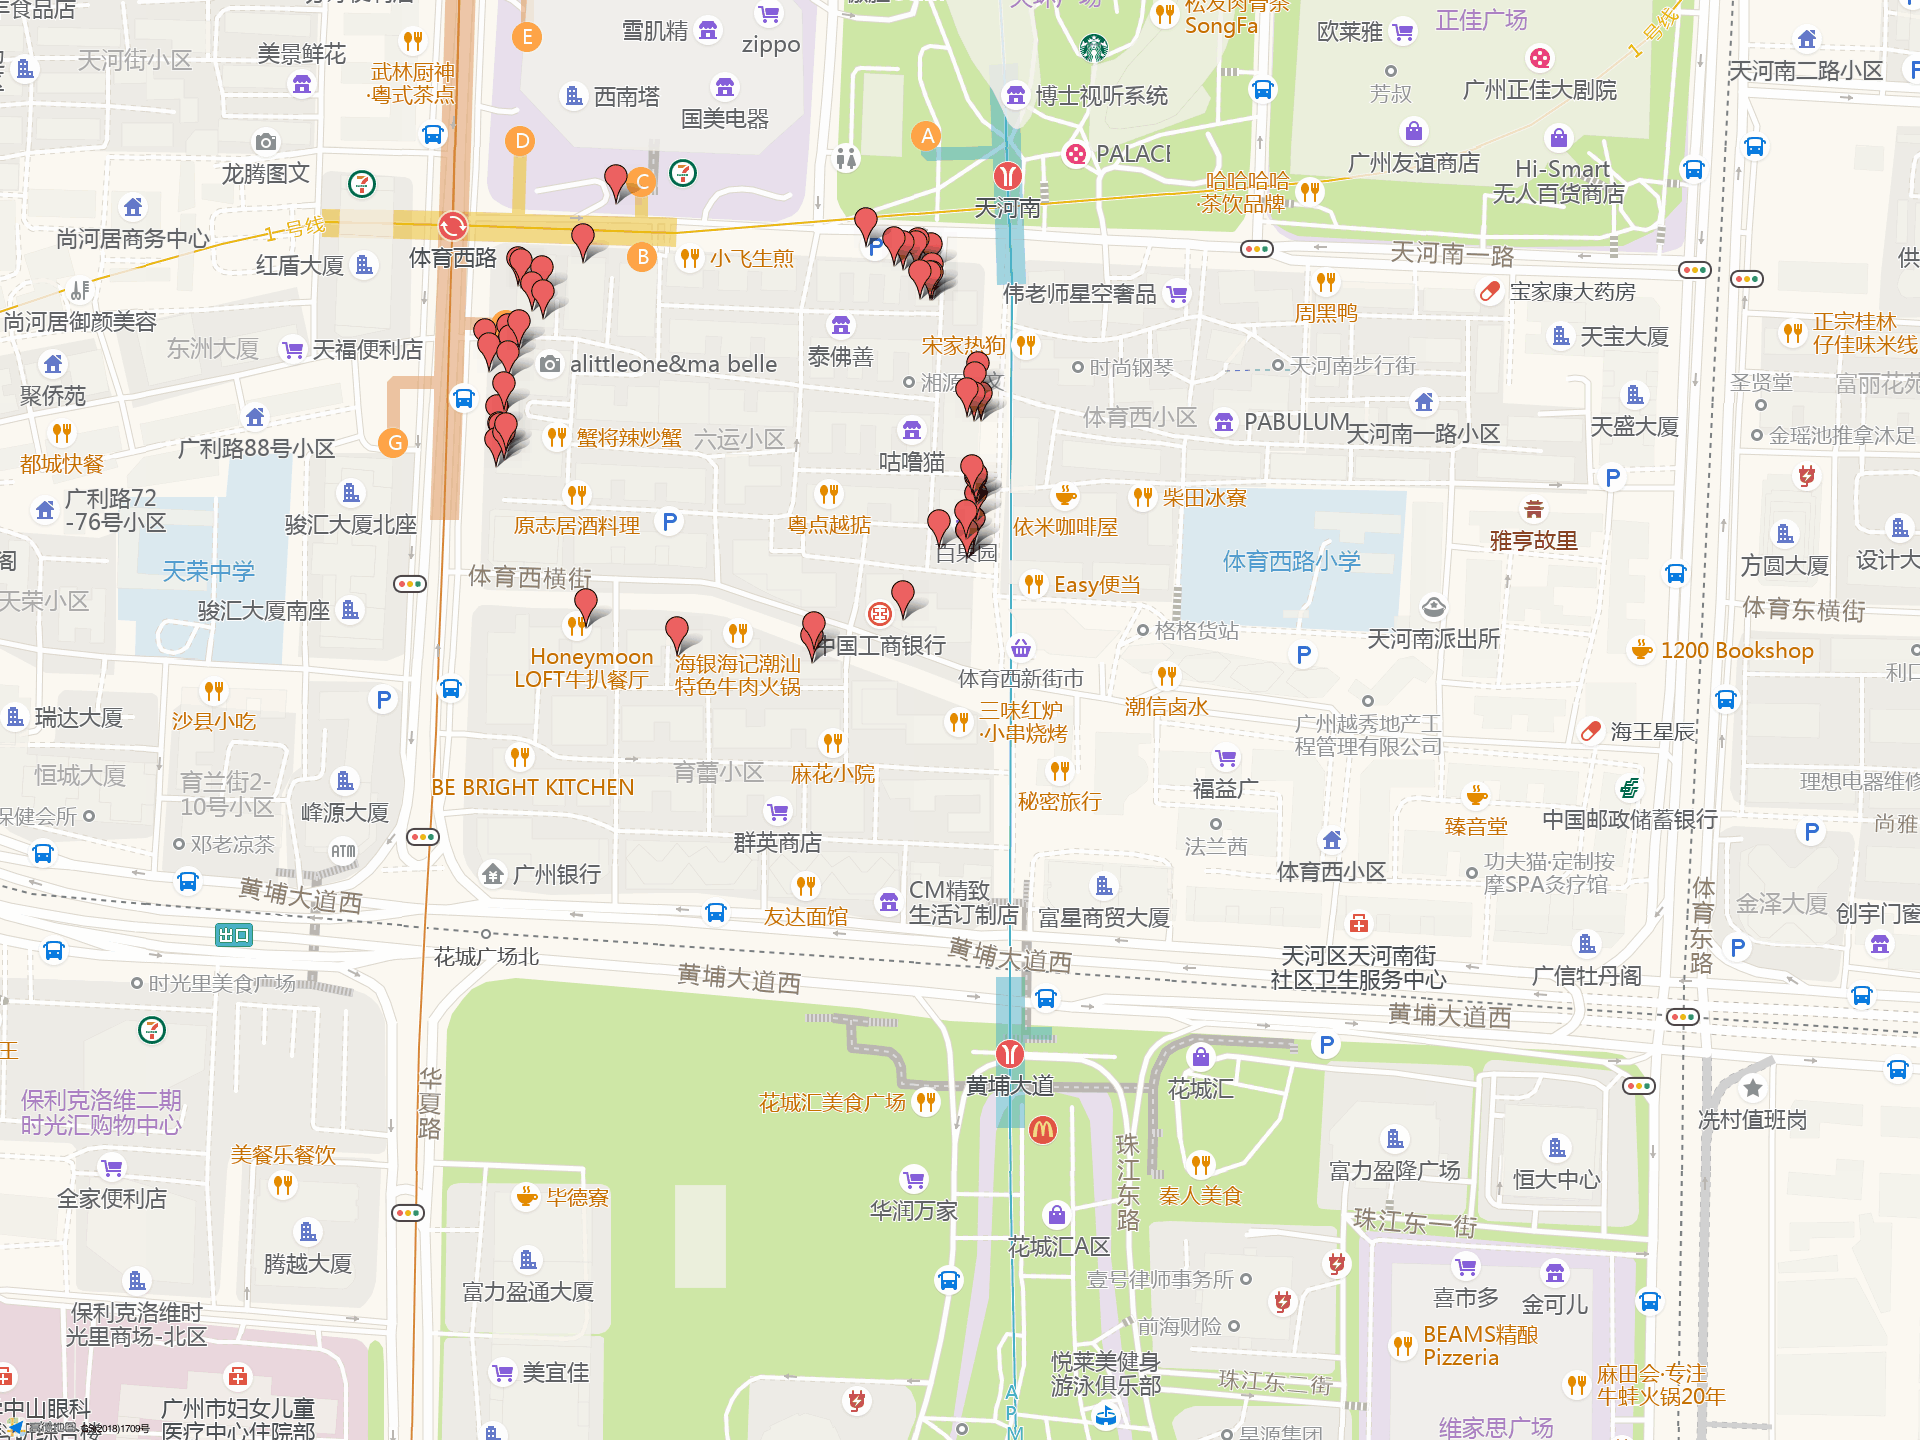 天河街小区
美景鲜花
武林厨神
·粤式茶点
龙腾图文
尚河居商务中心
1号线
红盾大厦
体育西路
尚河居御颜美容
东洲大厦
天福便利店
聚侨苑
广利路88号小区
都城快餐
广利路72
-76号小区
骏汇大厦北座
天荣中学
骏汇大厦南座
天荣小区
E
D
C
B
G
A
雪肌精
zippo
西南塔
国美电器
小飞生煎
alittleone&ma belle
泰佛善
蟹将辣炒蟹
六运小区
咕噜猫
原志居酒料理
P
粤点越掂
体育西横街
Honeymoon
LOFT牛扒餐厅
海银海记潮汕
特色牛肉火锅
中国工商银行
百果园
宋家热狗
博士视听系统
PALACE
天河南
松发肉骨茶
SongFa
欧莱雅
正佳广场
1号线
芳叔
广州正佳大剧院
广州友谊商店
Hi-Smart
无人百货商店
哈哈哈哈
·茶饮品牌
天河南一路
天河南二路小区
伟老师星空奢品
周黑鸭
宝家康大药房
天宝大厦
正宗桂林
仔佳味米线
时尚钢琴
天河南步行街
圣贤堂
富丽花苑
体育西小区
PABULUM
天河南一路小区
天盛大厦
金瑶池推拿沐足
依米咖啡屋
柴田冰寮
雅亨故里
体育西路小学
方圆大厦
设计大
Easy便当
格格货站
天河南派出所
体育东横街
1200 Bookshop
体育西新街市
潮信卤水
三味红炉
·小串烧烤
广州越秀地产工
程管理有限公司
海王星辰
瑞达大厦
沙县小吃
恒城大厦
育兰街2-
10号小区
峰源大厦
保健会所
邓老凉茶
ATM
BE BRIGHT KITCHEN
育蕾小区
麻花小院
群英商店
秘密旅行
福益广
法兰茜
臻音堂
中国邮政储蓄银行
理想电器维修
尚雅
体育西小区
功夫猫·定制按
摩SPA灸疗馆
金泽大厦
体育东路
创宇门窗
广州银行
友达面馆
CM精致
生活订制店
富星商贸大厦
天河区天河南街
社区卫生服务中心
广信牡丹阁
黄埔大道西
出口
花城广场北
黄埔大道西
黄埔大道西
黄埔大道西
时光里美食广场
华夏路
黄埔大道
花城汇
花城汇美食广场
珠江东路
冼村值班岗
保利克洛维二期
时光汇购物中心
美餐乐餐饮
全家便利店
腾越大厦
毕德寮
富力盈通大厦
华润万家
秦人美食
花城汇A区
富力盈隆广场
恒大中心
珠江东一街
壹号律师事务所
喜市多
金可儿
前海财险
BEAMS精酿
Pizzeria
保利克洛维时
光里商场-北区
美宜佳
悦莱美健身
游泳俱乐部
珠江东二街
麻田会·专注
牛蛙火锅20年
维家思广场
广州市妇女儿童
医疗中心住院部
APM